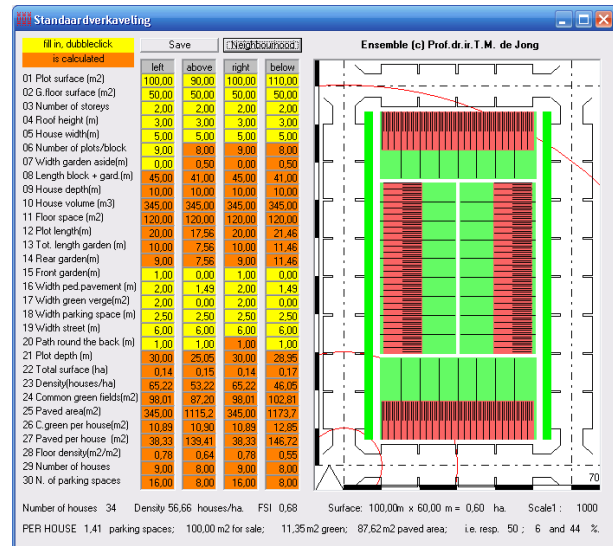 Standaardverkaveling
fill in, dubbleclick Save Neighbourhood Ensemble (c) Prof.dr.ir.T.M. de Jong
is calculated left above right below
01 Plot surface (m2) 100,00 90,00 100,00 110,00
02 G.floor surface (m2) 50,00 50,00 50,00 50,00
03 Number of storeys 2,00 2,00 2,00 2,00
04 Roof height (m) 3,00 3,00 3,00 3,00
05 House width(m) 5,00 5,00 5,00 5,00
06 Number of plots/block 9,00 8,00 9,00 8,00
07 Width garden aside(m) 0,00 0,50 0,00 0,50
08 Length block + gard.(m) 45,00 41,00 45,00 41,00
09 House depth(m) 10,00 10,00 10,00 10,00
10 House volume (m3) 345,00 345,00 345,00 345,00
11 Floor space (m2) 120,00 120,00 120,00 120,00
12 Plot length(m) 20,00 17,56 20,00 21,46
13 Tot. length garden (m) 10,00 7,56 10,00 11,46
14 Rear garden(m) 9,00 7,56 9,00 11,46
15 Front garden(m) 1,00 0,00 1,00 0,00
16 Width ped.pavement (m) 2,00 1,49 2,00 1,49
17 Width green verge(m2) 2,00 0,00 2,00 0,00
18 Width parking space (m) 2,50 2,50 2,50 2,50
19 Width street (m) 6,00 6,00 6,00 6,00
20 Path round the back (m) 1,00 1,00 1,00 1,00
21 Plot depth (m) 30,00 25,05 30,00 28,95
22 Total surface (ha) 0,14 0,15 0,14 0,17
23 Density(houses/ha) 65,22 53,22 65,22 46,05
24 Common green fields(m2) 98,01 87,20 98,01 102,81
25 Paved area(m2) 345,00 1115,2 345,00 1173,7
26 C.green per house(m2) 10,89 10,90 10,89 12,85
27 Paved per house (m2) 38,33 139,41 38,33 146,72
28 Floor density(m2/m2) 0,78 0,64 0,78 0,55
29 Number of houses 9,00 8,00 9,00 8,00
30 N. of parking spaces 16,00 8,00 16,00 8,00
70
Number of houses 34 Density 56,66 houses/ha. FSI 0,68 Surface: 100,00m x 60,00 m = 0,60 ha. Scale1 : 1000
PER HOUSE 1,41 parking spaces; 100,00 m2 for sale; 11,35 m2 green; 87,62 m2 paved area; i.e. resp. 50 ; 6 and 44 %.